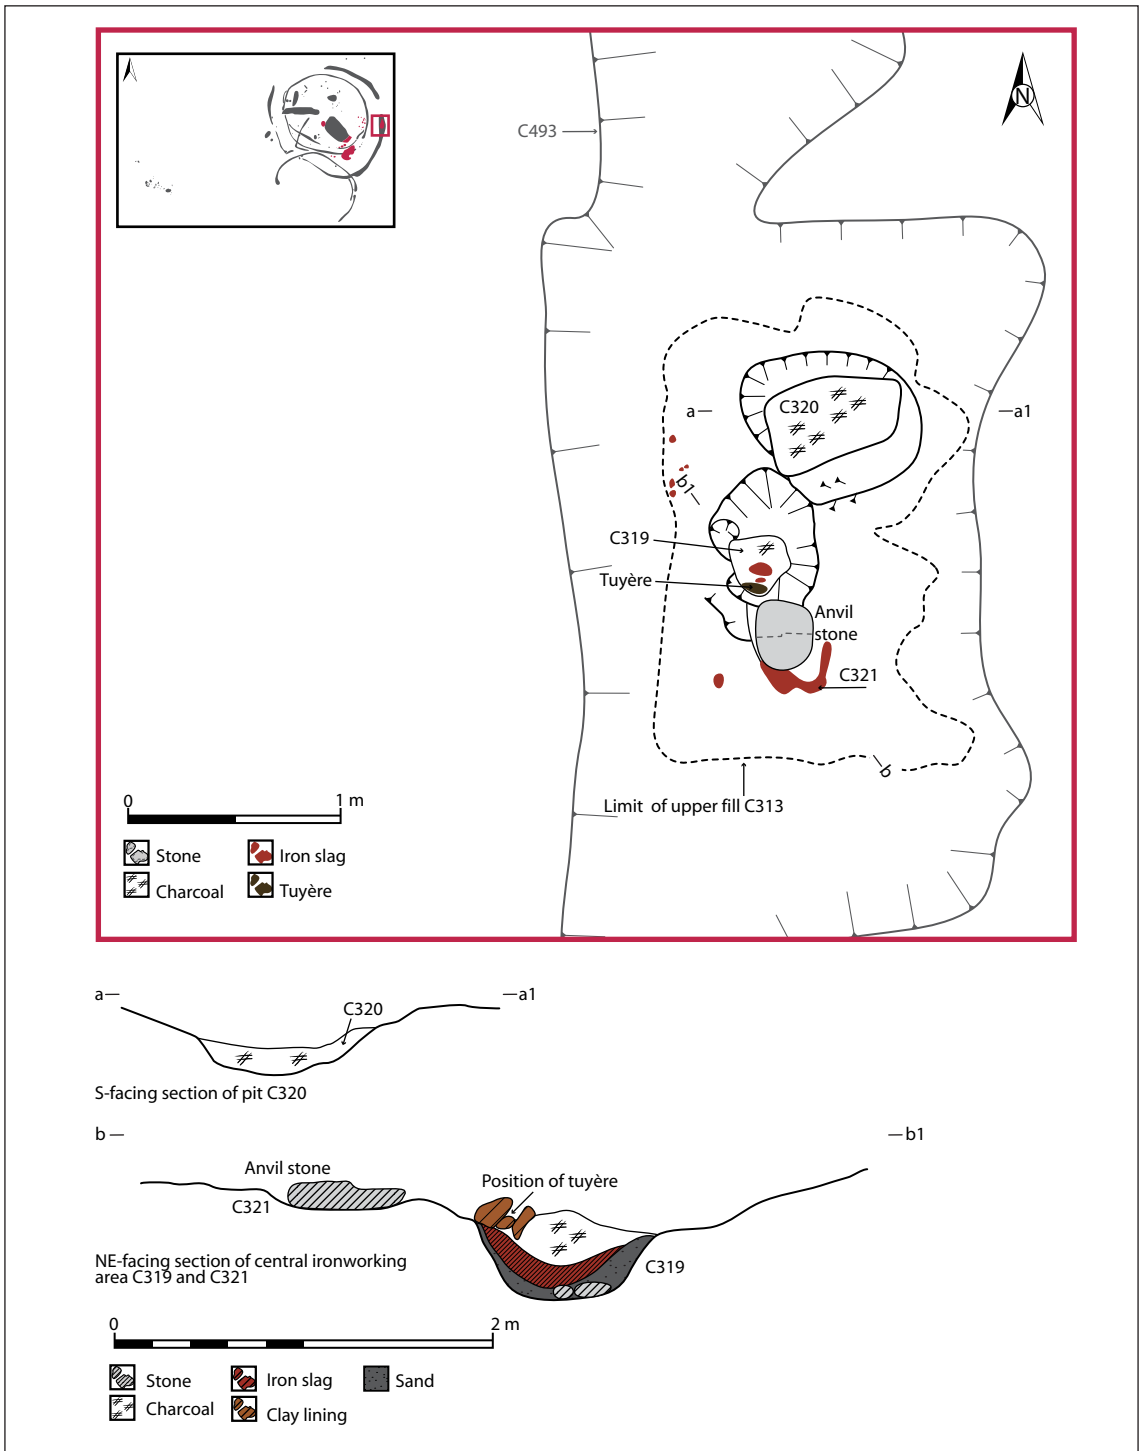 N
C493
a
C320
a1
b1
C319
Tuyère
Anvil
stone
C321
b
Limit of upper fill C313
0
1 m
Stone
Iron slag
Charcoal
Tuyère
a
a1
C320
S-facing section of pit C320
b
b1
Anvil stone
Position of tuyère
C321
C319
NE-facing section of central ironworking
area C319 and C321
0
2 m
Stone
Iron slag
Sand
Charcoal
Clay lining